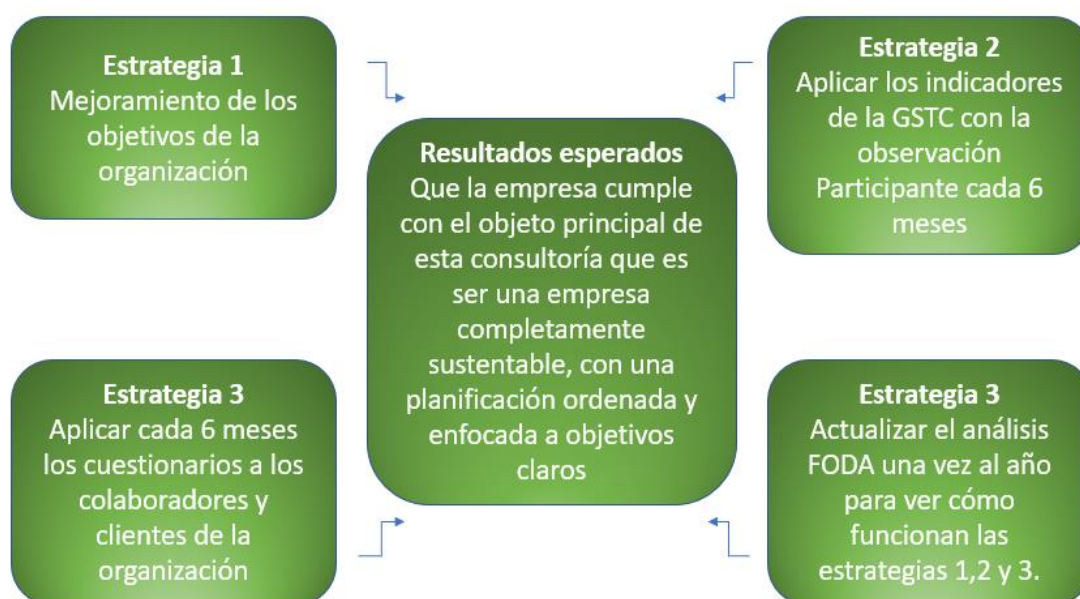 Estrategia 1
Mejoramiento de los
objetivos de la
organización
Estrategia 2
Aplicar los indicadores
de la GSTC con la
observación
Participante cada 6
meses
Resultados esperados
Que la empresa cumple
con el objeto principal de
esta consultoría que es
ser una empresa
completamente
sustentable, con una
planificación ordenada y
enfocada a objetivos
claros
Estrategia 3
Aplicar cada 6 meses
los cuestionarios a los
colaboradores y
clientes de la
organización
Estrategia 3
Actualizar el análisis
FODA una vez al año
para ver cómo
funcionan las
estrategias 1,2 y 3.